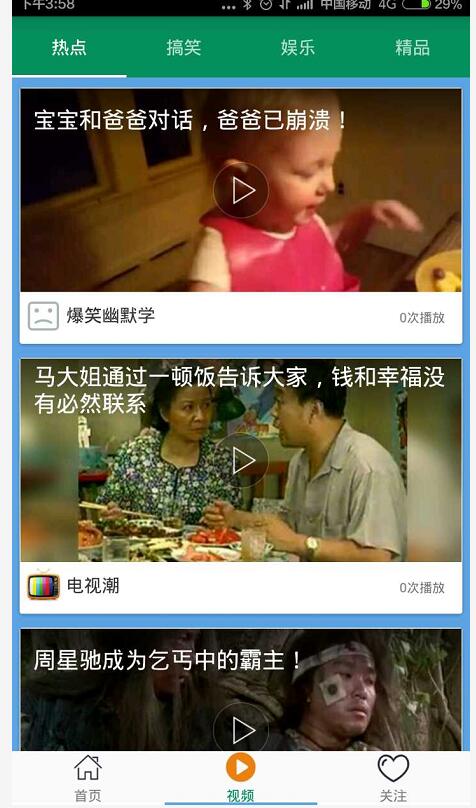 下午3:58
中国移动 4G 29%
热点 搞笑 娱乐 精品
宝宝和爸爸对话，爸爸已崩溃！
爆笑幽默学 0次播放
马大姐通过一顿饭告诉大家，钱和幸福没
有必然联系
电视潮 0次播放
周星驰成为乞丐中的霸主！
首页 视频 关注